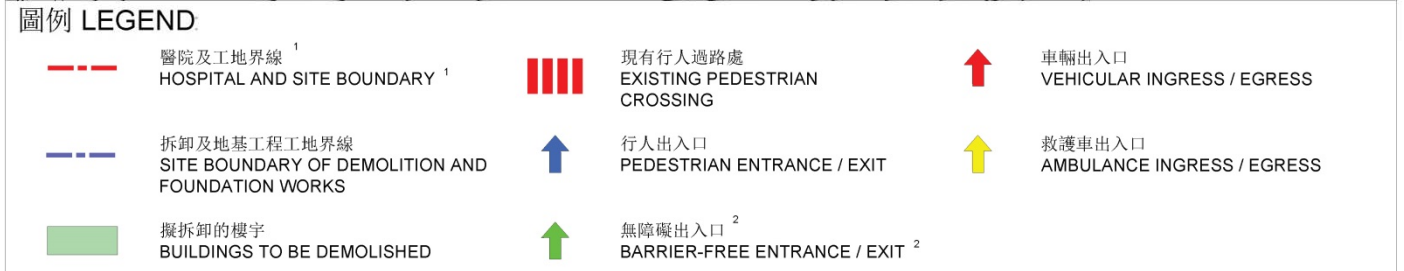 圖例 LEGEND:
醫院及工地界線 1
HOSPITAL AND SITE BOUNDARY 1
拆卸及地基工程工地界線
SITE BOUNDARY OF DEMOLITION AND
FOUNDATION WORKS
擬拆卸的樓宇
BUILDINGS TO BE DEMOLISHED
現有行人過路處
EXISTING PEDESTRIAN
CROSSING
行人出入口
PEDESTRIAN ENTRANCE / EXIT
無障礙出入口 2
BARRIER-FREE ENTRANCE / EXIT 2
車輛出入口
VEHICULAR INGRESS / EGRESS
救護車出入口
AMBULANCE INGRESS / EGRESS